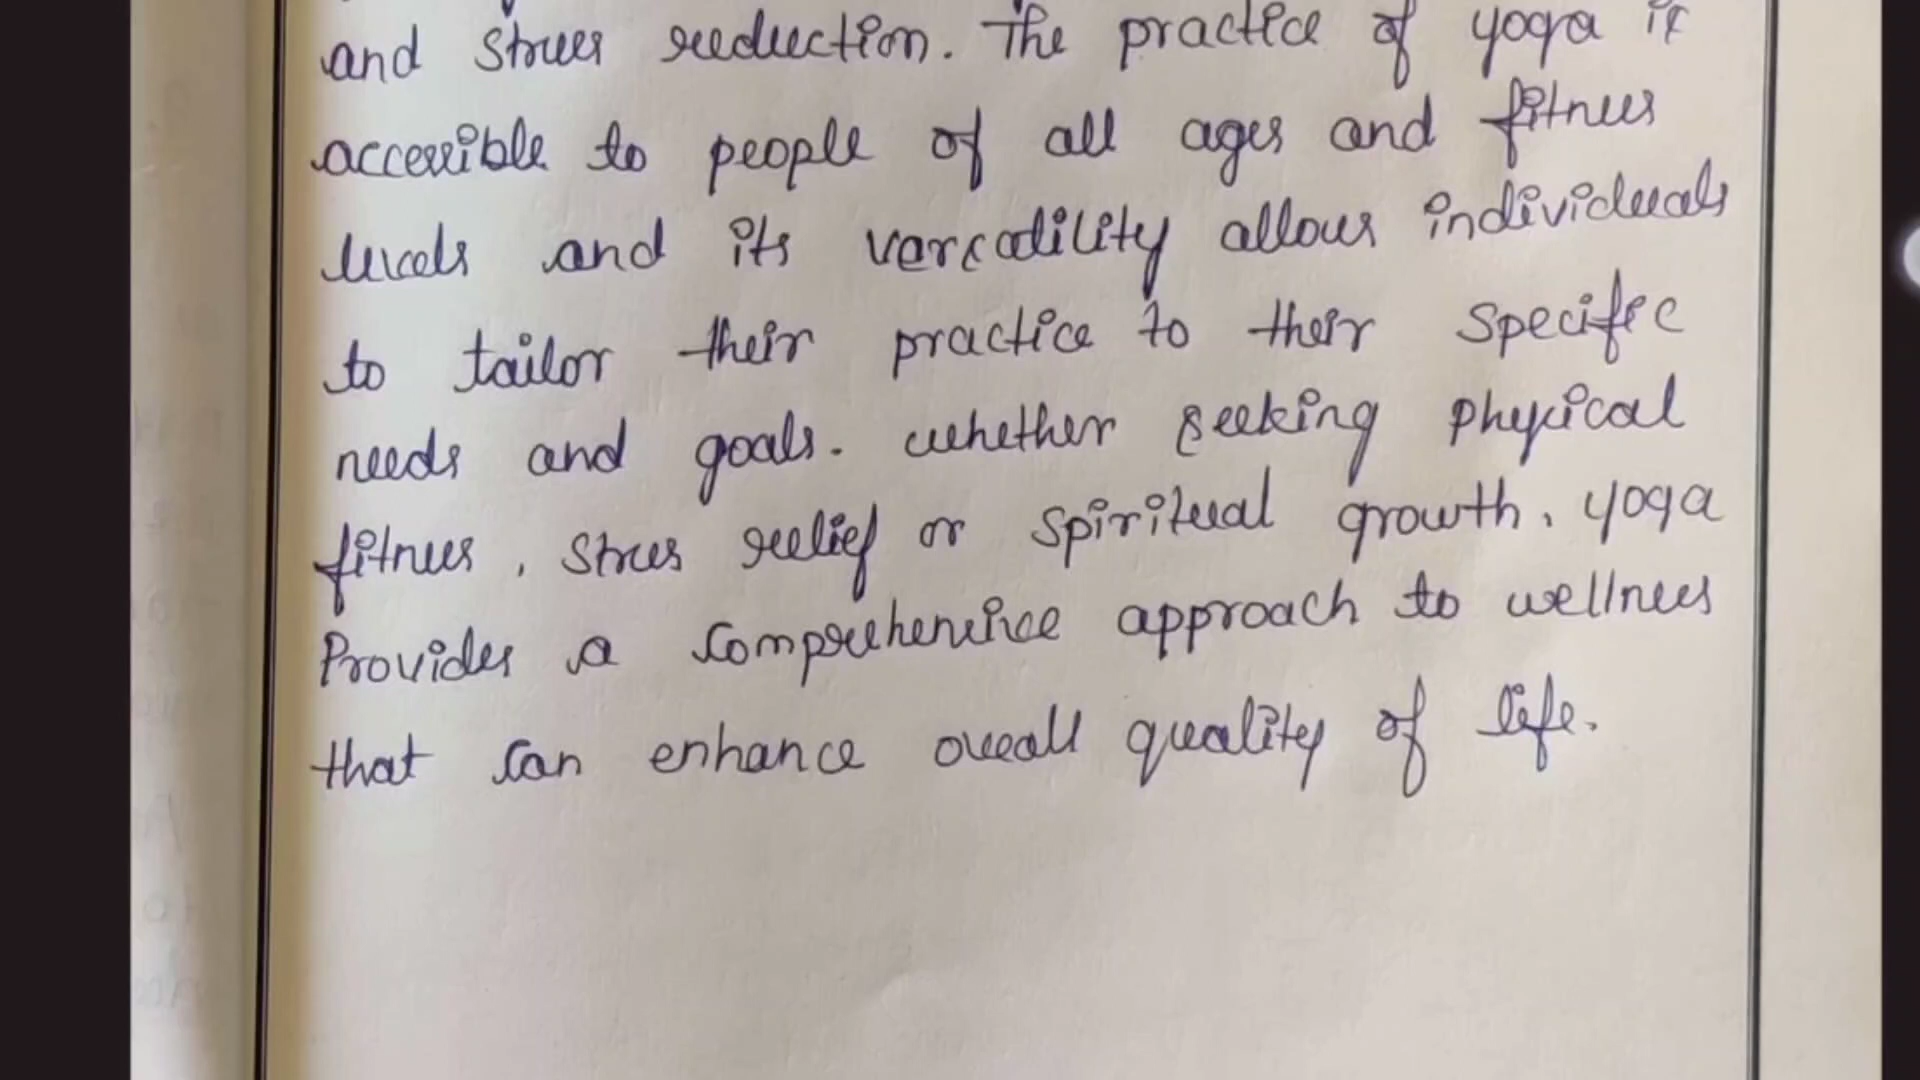 and stress reduction. The practice of yoga is
accessible to people of all ages and fitness
levels and its versatility allows individuals
to tailor their practice to their specific
needs and goals. whether seeking physical
fitness, stress relief or spiritual growth, yoga
Provides a comprehensive approach to wellness
that can enhance overall quality of life.